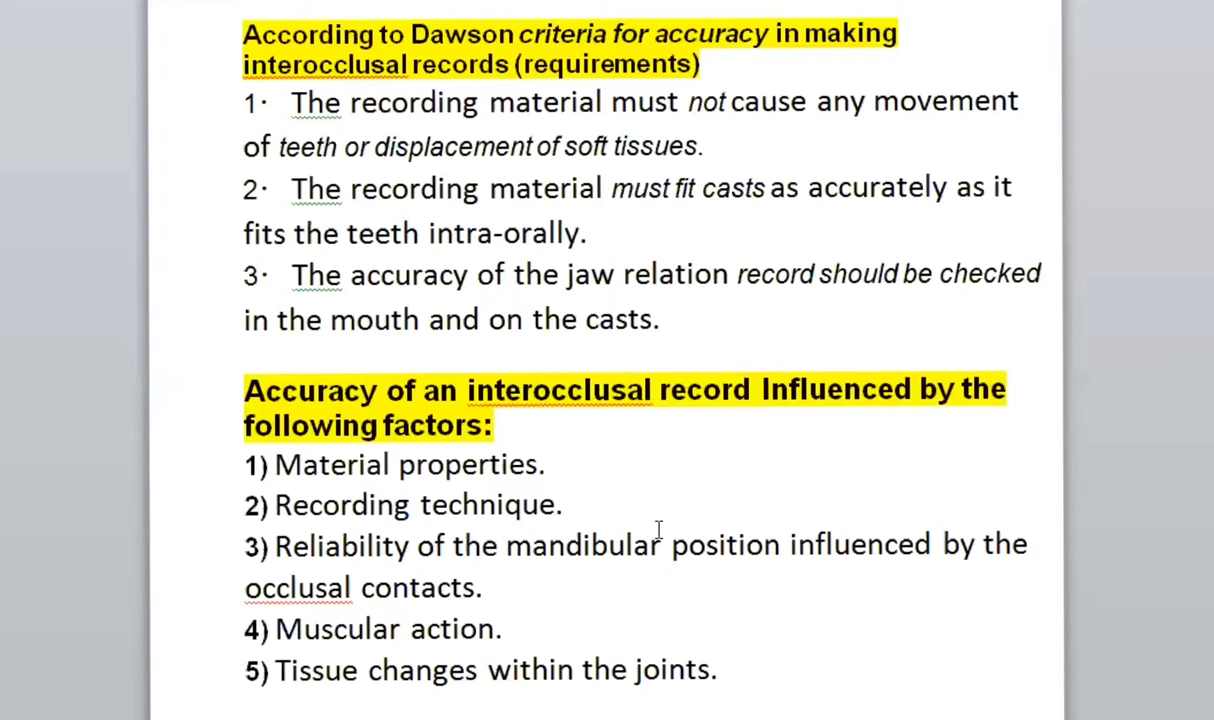 According to Dawson criteria for accuracy in making
interocclusal records (requirements)
1· The recording material must not cause any movement
of teeth or displacement of soft tissues.
2· The recording material must fit casts as accurately as it
fits the teeth intra-orally.
3· The accuracy of the jaw relation record should be checked
in the mouth and on the casts.
Accuracy of an interocclusal record Influenced by the
following factors:
1) Material properties.
2) Recording technique.
3) Reliability of the mandibular position influenced by the
occlusal contacts.
4) Muscular action.
5) Tissue changes within the joints.